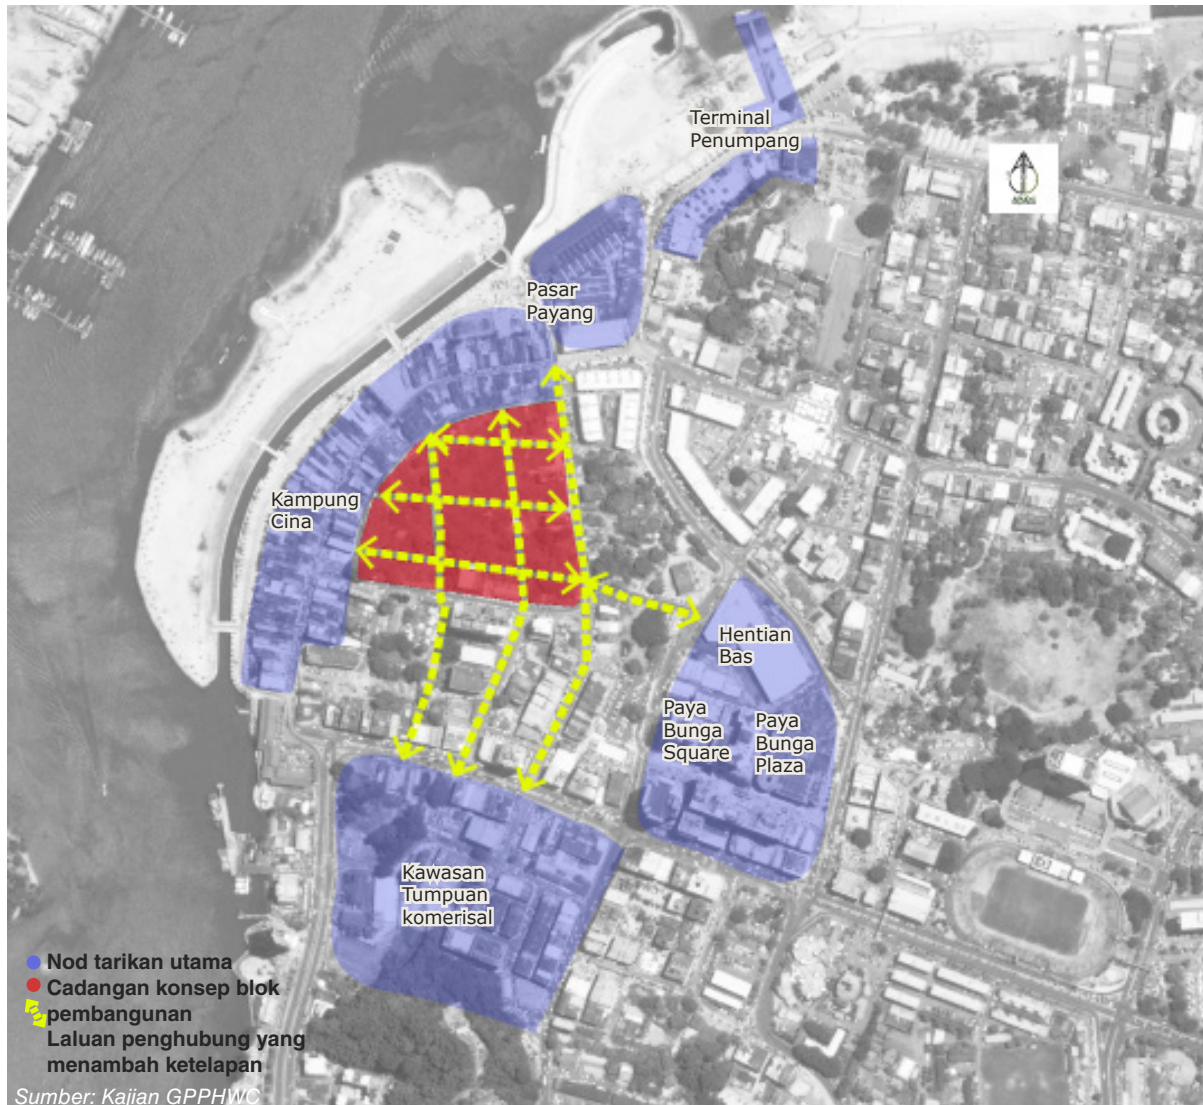 Terminal
Penumpang
Pasar
Payang
Kampung
Cina
Hentian
Bas
Paya
Bunga
Square
Paya
Bunga
Plaza
Kawasan
Tumpuan
komerisal
Nod tarikan utama
Cadangan konsep blok
pembangunan
Laluan penghubung yang
menambah ketelapan
Sumber: Kajian GPPHWC